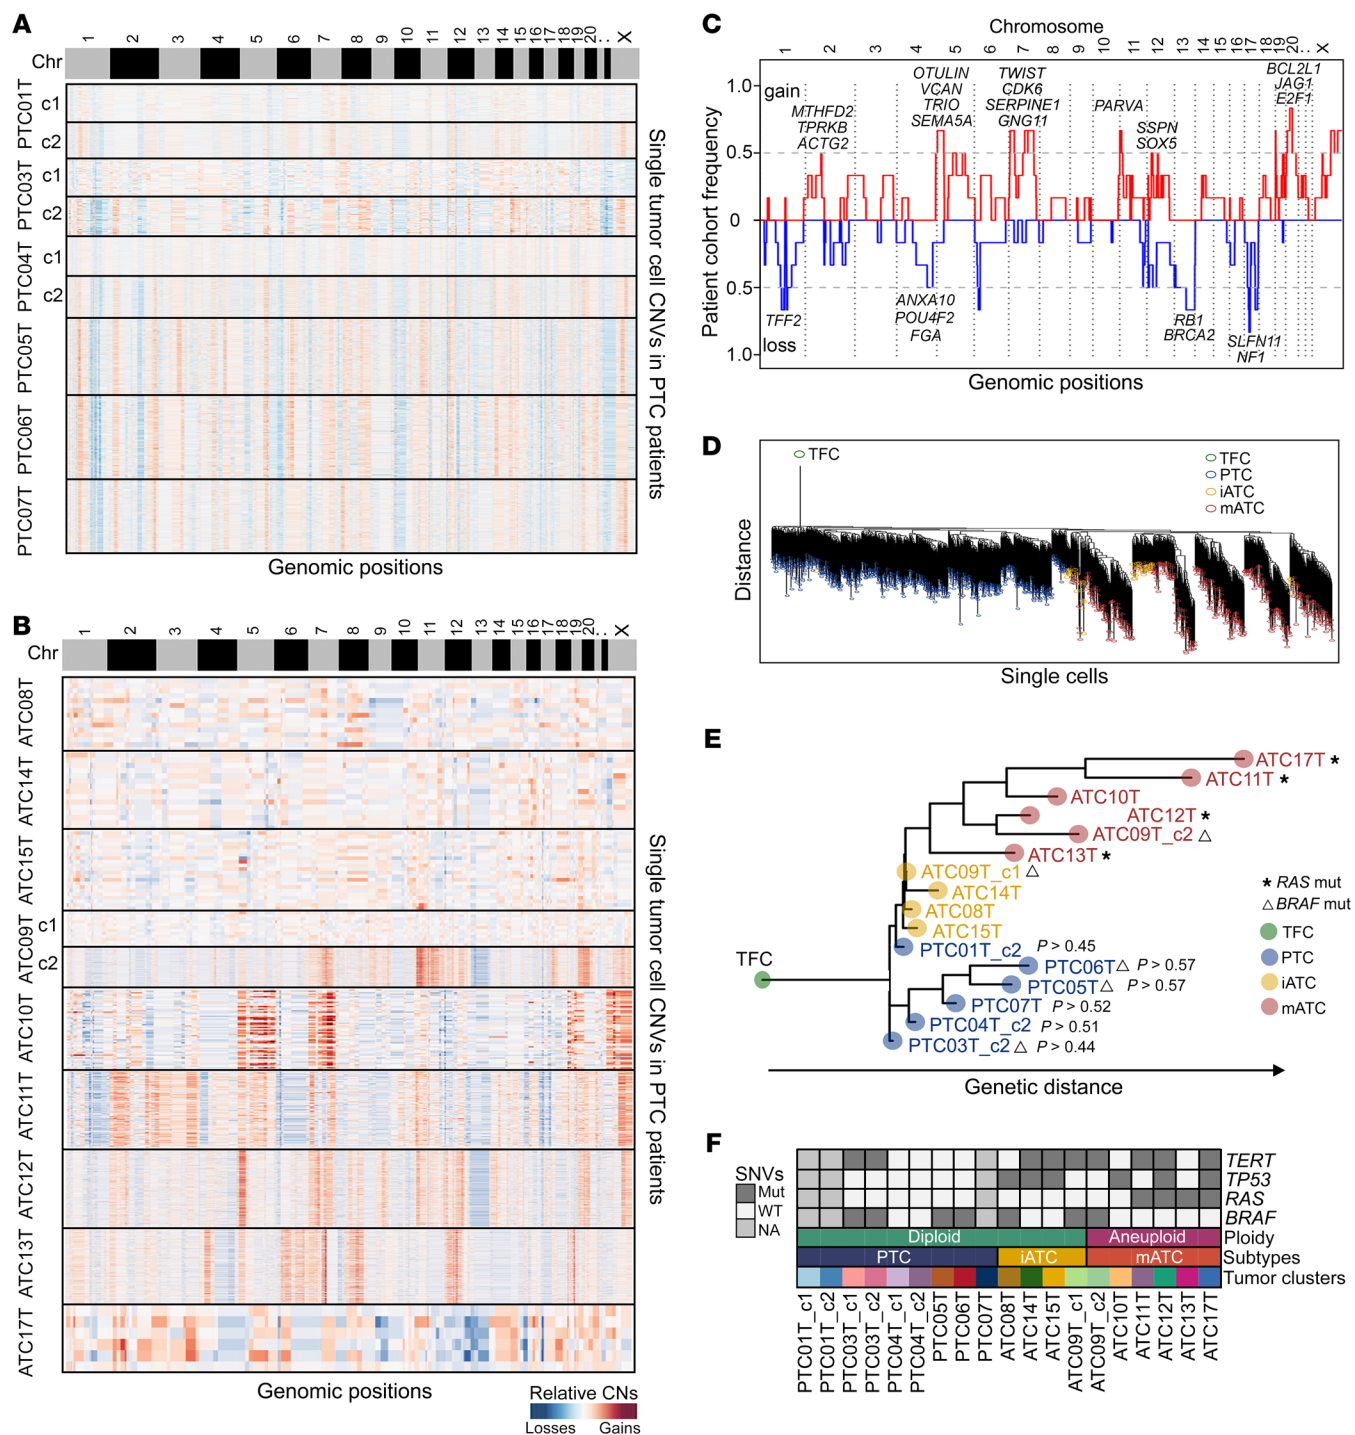 A
1 2 3 4 5 6 7 8 9 10 11 12 13 14 15 16 17 18 19 20 : X
Chr
PTC01T
c1
c2
PTC03T
c1
c2
PTC04T
c1
c2
PTC05T
PTC06T
PTC07T
Single tumor cell CNVs in PTC patients
Genomic positions
B
1 2 3 4 5 6 7 8 9 10 11 12 13 14 15 16 17 18 19 20 : X
Chr
ATC08T
ATC14T
ATC15T
ATC09T
c1
c2
ATC10T
ATC11T
ATC12T
ATC13T
ATC17T
Single tumor cell CNVs in PTC patients
Genomic positions
Relative CNs
Losses Gains
C
Chromosome
1 2 3 4 5 6 7 8 9 10 11 12 13 14 15 16 17 18 19 20 : X
Patient cohort frequency
1.0
0.5
0
0.5
1.0
gain
loss
MTHFD2
TPRKB
ACTG2
OTULIN
VCAN
TRIO
SEMA5A
TWIST
CDK6
SERPINE1
GNG11
PARVA
SSPN
SOX5
BCL2L1
JAG1
E2F1
TFF2
ANXA10
POU4F2
FGA
RB1
BRCA2
SLFN11
NF1
Genomic positions
D
TFC
TFC
PTC
iATC
mATC
Distance
Single cells
E
ATC17T *
ATC11T *
ATC10T
ATC12T *
ATC09T_c2 △
ATC13T *
ATC09T_c1 △
ATC14T
ATC08T
ATC15T
PTC01T_c2 P > 0.45
PTC06T △ P > 0.57
PTC05T △ P > 0.57
PTC07T P > 0.52
PTC04T_c2 P > 0.51
PTC03T_c2 △ P > 0.44
TFC
* RAS mut
△ BRAF mut
TFC
PTC
iATC
mATC
Genetic distance
F
SNVs
Mut
WT
NA
TERT
TP53
RAS
BRAF
Diploid Aneuploid Ploidy
PTC iATC mATC Subtypes
Tumor clusters
PTC01T_c1
PTC01T_c2
PTC03T_c1
PTC03T_c2
PTC04T_c1
PTC04T_c2
PTC05T
PTC06T
PTC07T
ATC08T
ATC14T
ATC15T
ATC09T_c1
ATC09T_c2
ATC10T
ATC11T
ATC12T
ATC13T
ATC17T